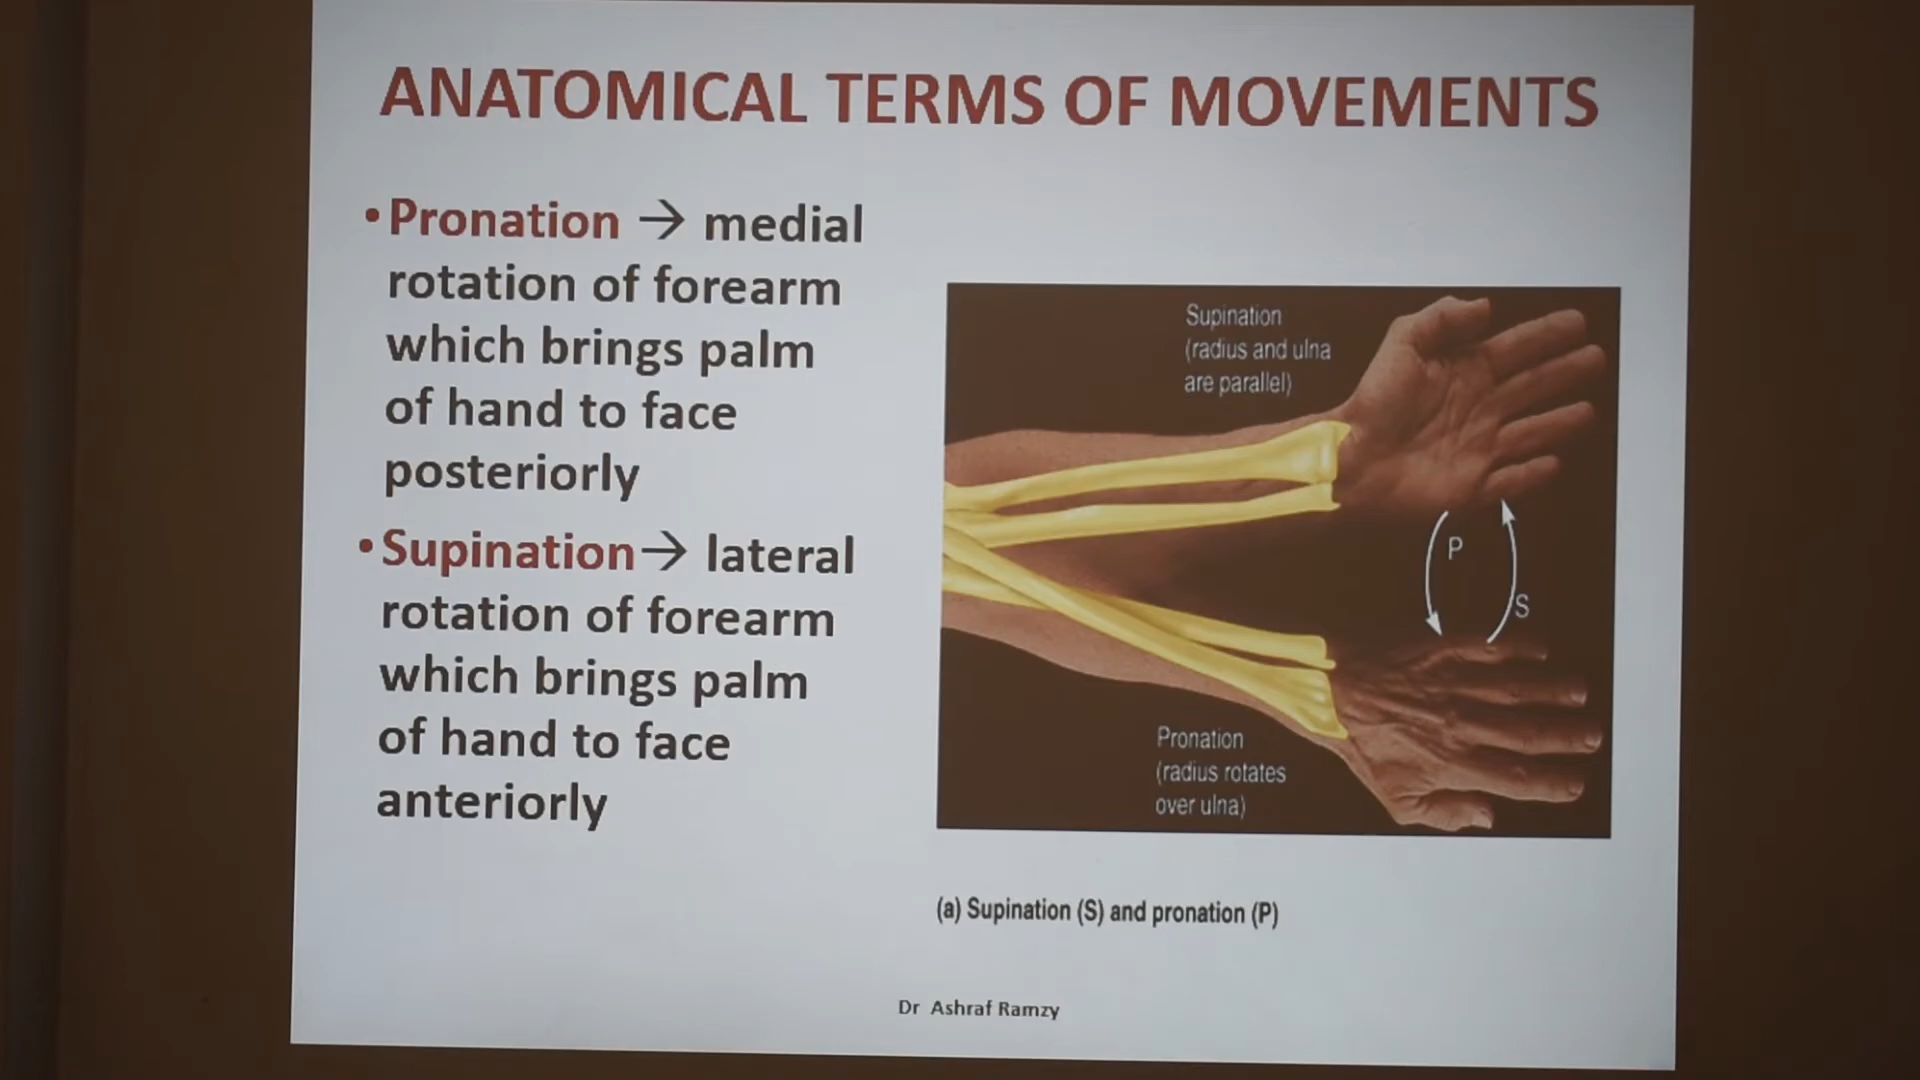 ANATOMICAL TERMS OF MOVEMENTS
• Pronation → medial
rotation of forearm
which brings palm
of hand to face
posteriorly
• Supination → lateral
rotation of forearm
which brings palm
of hand to face
anteriorly
Supination
(radius and ulna
are parallel)
P
S
Pronation
(radius rotates
over ulna)
(a) Supination (S) and pronation (P)
Dr Ashraf Ramzy